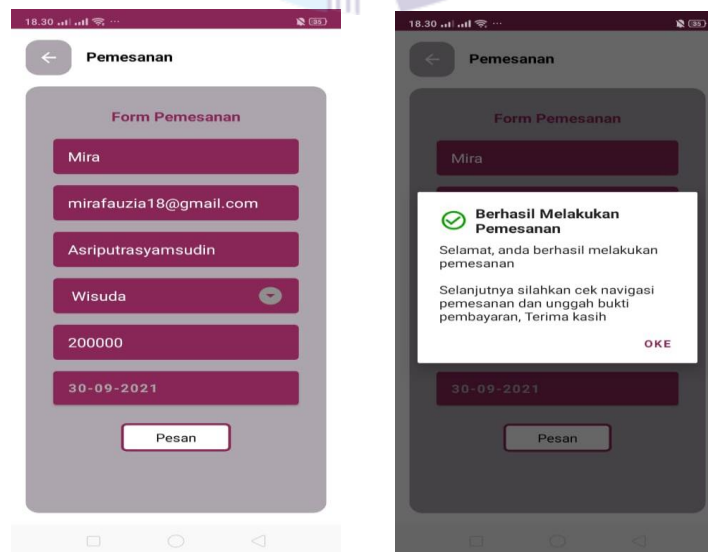 18.30
35
Pemesanan
Form Pemesanan
Mira
mirafauzia18@gmail.com
Asriputrasyamsudin
Wisuda
200000
30-09-2021
Pesan
18.30
35
Pemesanan
Form Pemesanan
Mira
Berhasil Melakukan
Pemesanan
Selamat, anda berhasil melakukan
pemesanan
Selanjutnya silahkan cek navigasi
pemesanan dan unggah bukti
pembayaran, Terima kasih
OKE
30-09-2021
Pesan